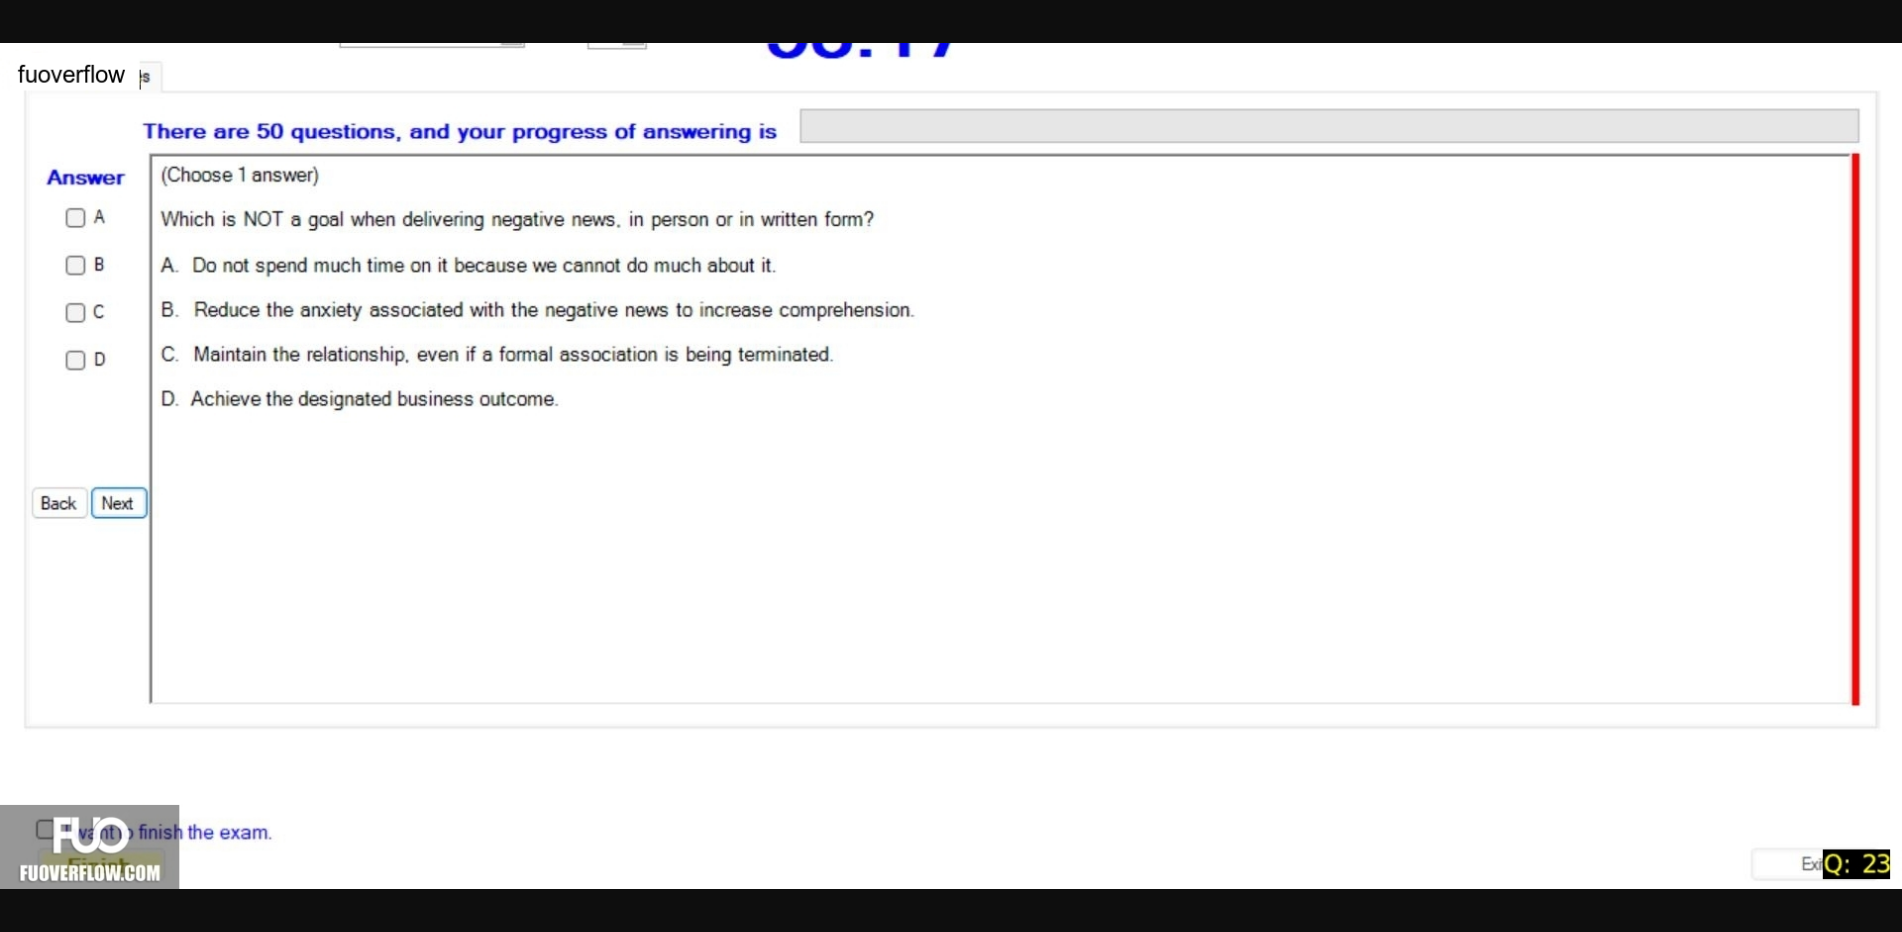 fuoverflow
There are 50 questions, and your progress of answering is
Answer
(Choose 1 answer)
A
Which is NOT a goal when delivering negative news, in person or in written form?
B
A. Do not spend much time on it because we cannot do much about it.
C
B. Reduce the anxiety associated with the negative news to increase comprehension.
D
C. Maintain the relationship, even if a formal association is being terminated.
D. Achieve the designated business outcome.
Back Next
want to finish the exam.
FUO
FUOVERFLOW.COM
Q: 23